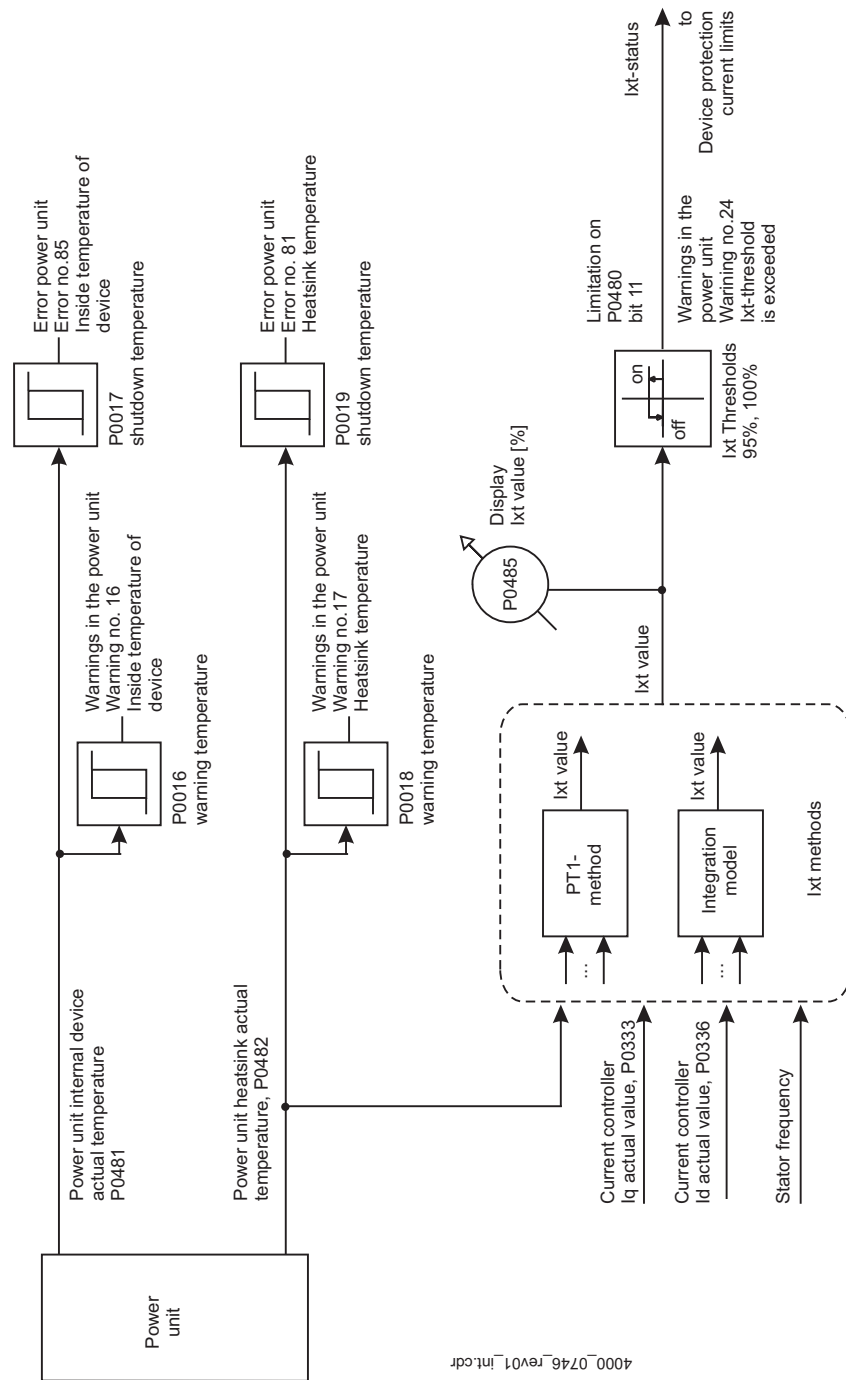 Power
unit
Power unit internal device
actual temperature
P0481
Warnings in the power unit
Warning no. 16
Inside temperature of
device
P0016
warning temperature
Error power unit
Error no.85
Inside temperature of
device
P0017
shutdown temperature
Power unit heatsink actual
temperature, P0482
Warnings in the power unit
Warning no.17
Heatsink temperature
P0018
warning temperature
Error power unit
Error no. 81
Heatsink temperature
P0019
shutdown temperature
Current controller
Iq actual value, P0333
Current controller
Id actual value, P0336
Stator frequency
...
PT1-
method
Ixt value
...
Integration
model
Ixt value
Ixt methods
Ixt value
P0485
Display
Ixt value [%]
on
off
Ixt Thresholds
95%, 100%
Limitation on
P0480
bit 11
Warnings in the
power unit
Warining no.24
Ixt-threshold
is exceeded
Ixt-status
to
Device protection
current limits
4000_0746_rev01_int.cdr